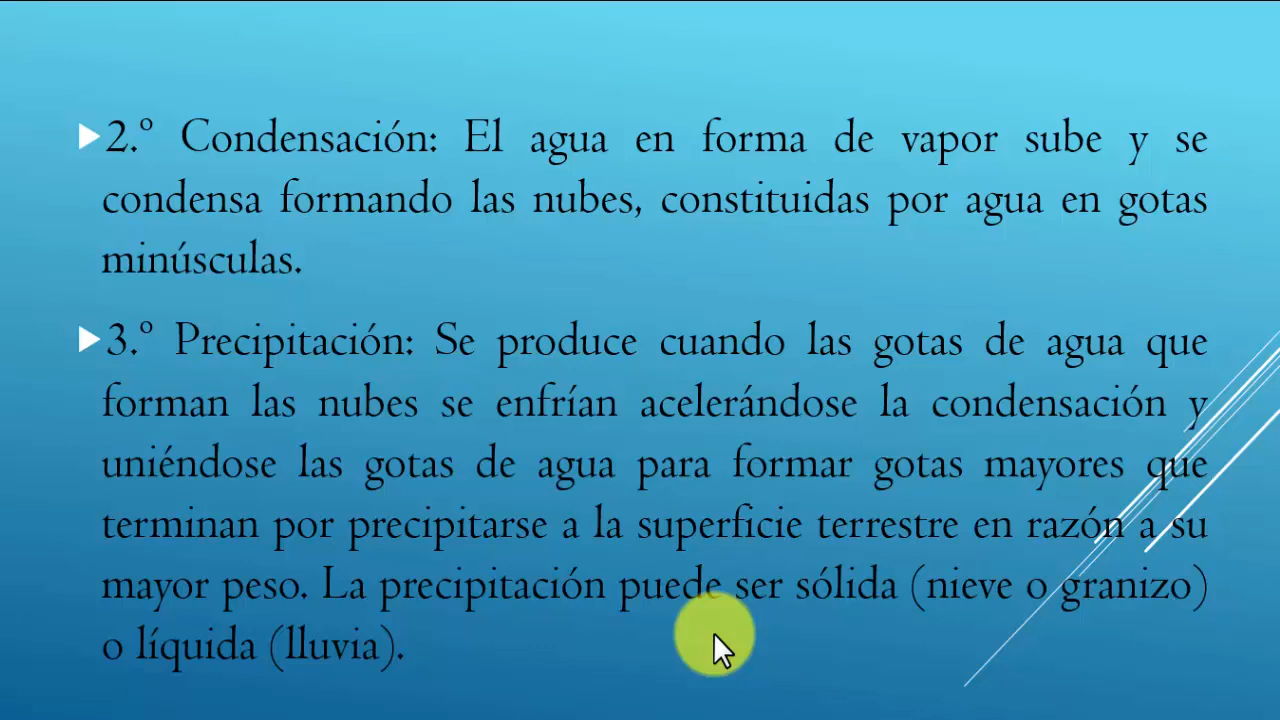 2.º Condensación: El agua en forma de vapor sube y se
condensa formando las nubes, constituidas por agua en gotas
minúsculas.
3.º Precipitación: Se produce cuando las gotas de agua que
forman las nubes se enfrían acelerándose la condensación y
uniéndose las gotas de agua para formar gotas mayores que
terminan por precipitarse a la superficie terrestre en razón a su
mayor peso. La precipitación puede ser sólida (nieve o granizo)
o líquida (lluvia).